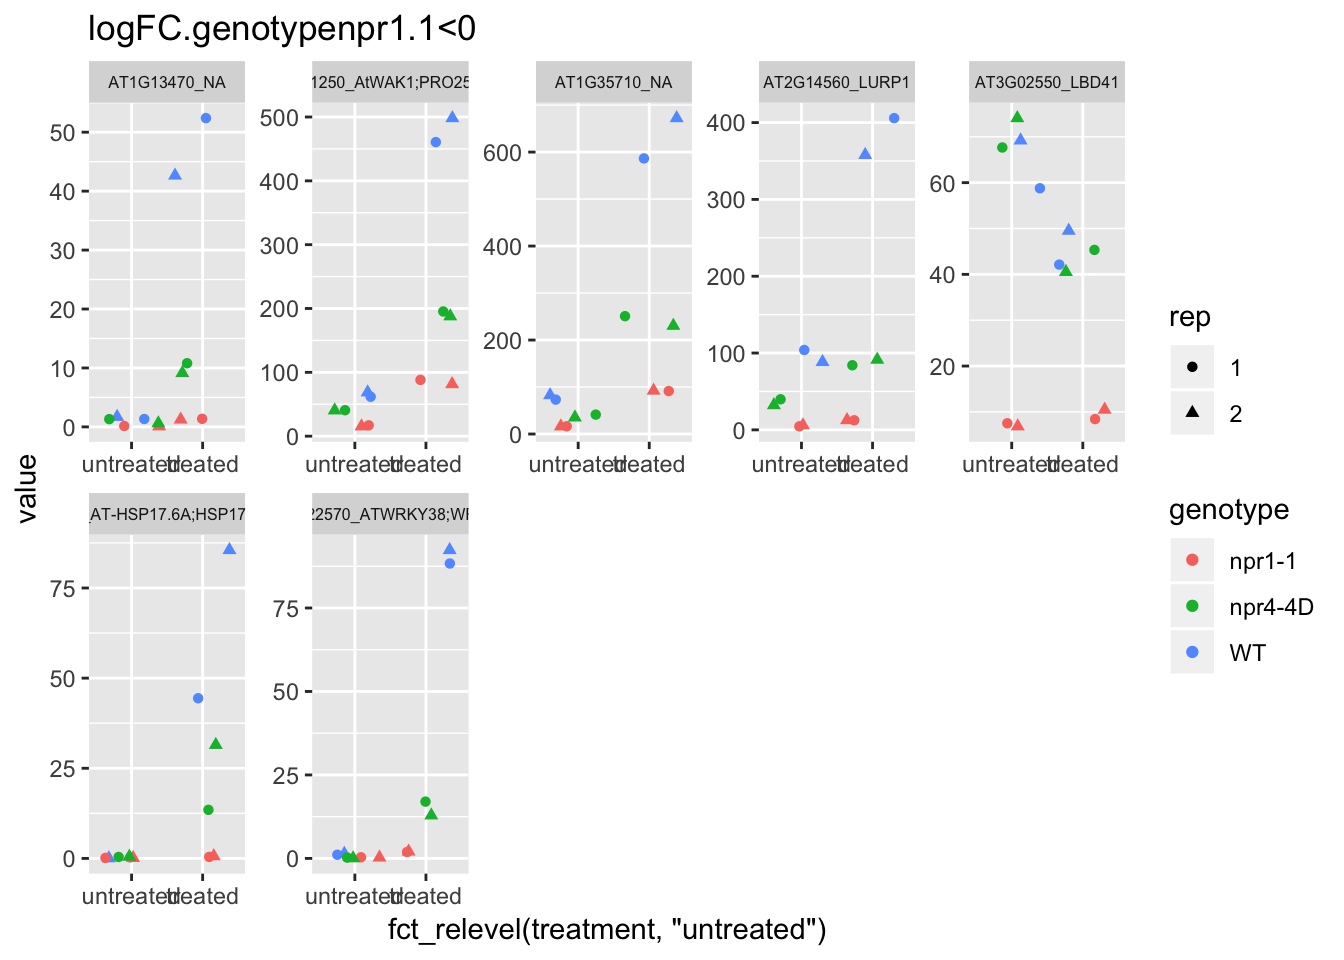 logFC.genotypenpr1.1<0
AT1G13470_NA
1250_AtWAK1;PRO25
AT1G35710_NA
AT2G14560_LURP1
AT3G02550_LBD41
50
40
30
20
10
0
500
400
300
200
100
0
600
400
200
0
400
300
200
100
0
60
40
20
untreated
treated
untreated
treated
untreated
treated
untreated
treated
untreated
treated
value
_AT-HSP17.6A;HSP17
22570_ATWRKY38;WR
75
50
25
0
75
50
25
0
untreated
treated
untreated
treated
fct_relevel(treatment, "untreated")
rep
1
2
genotype
npr1-1
npr4-4D
WT